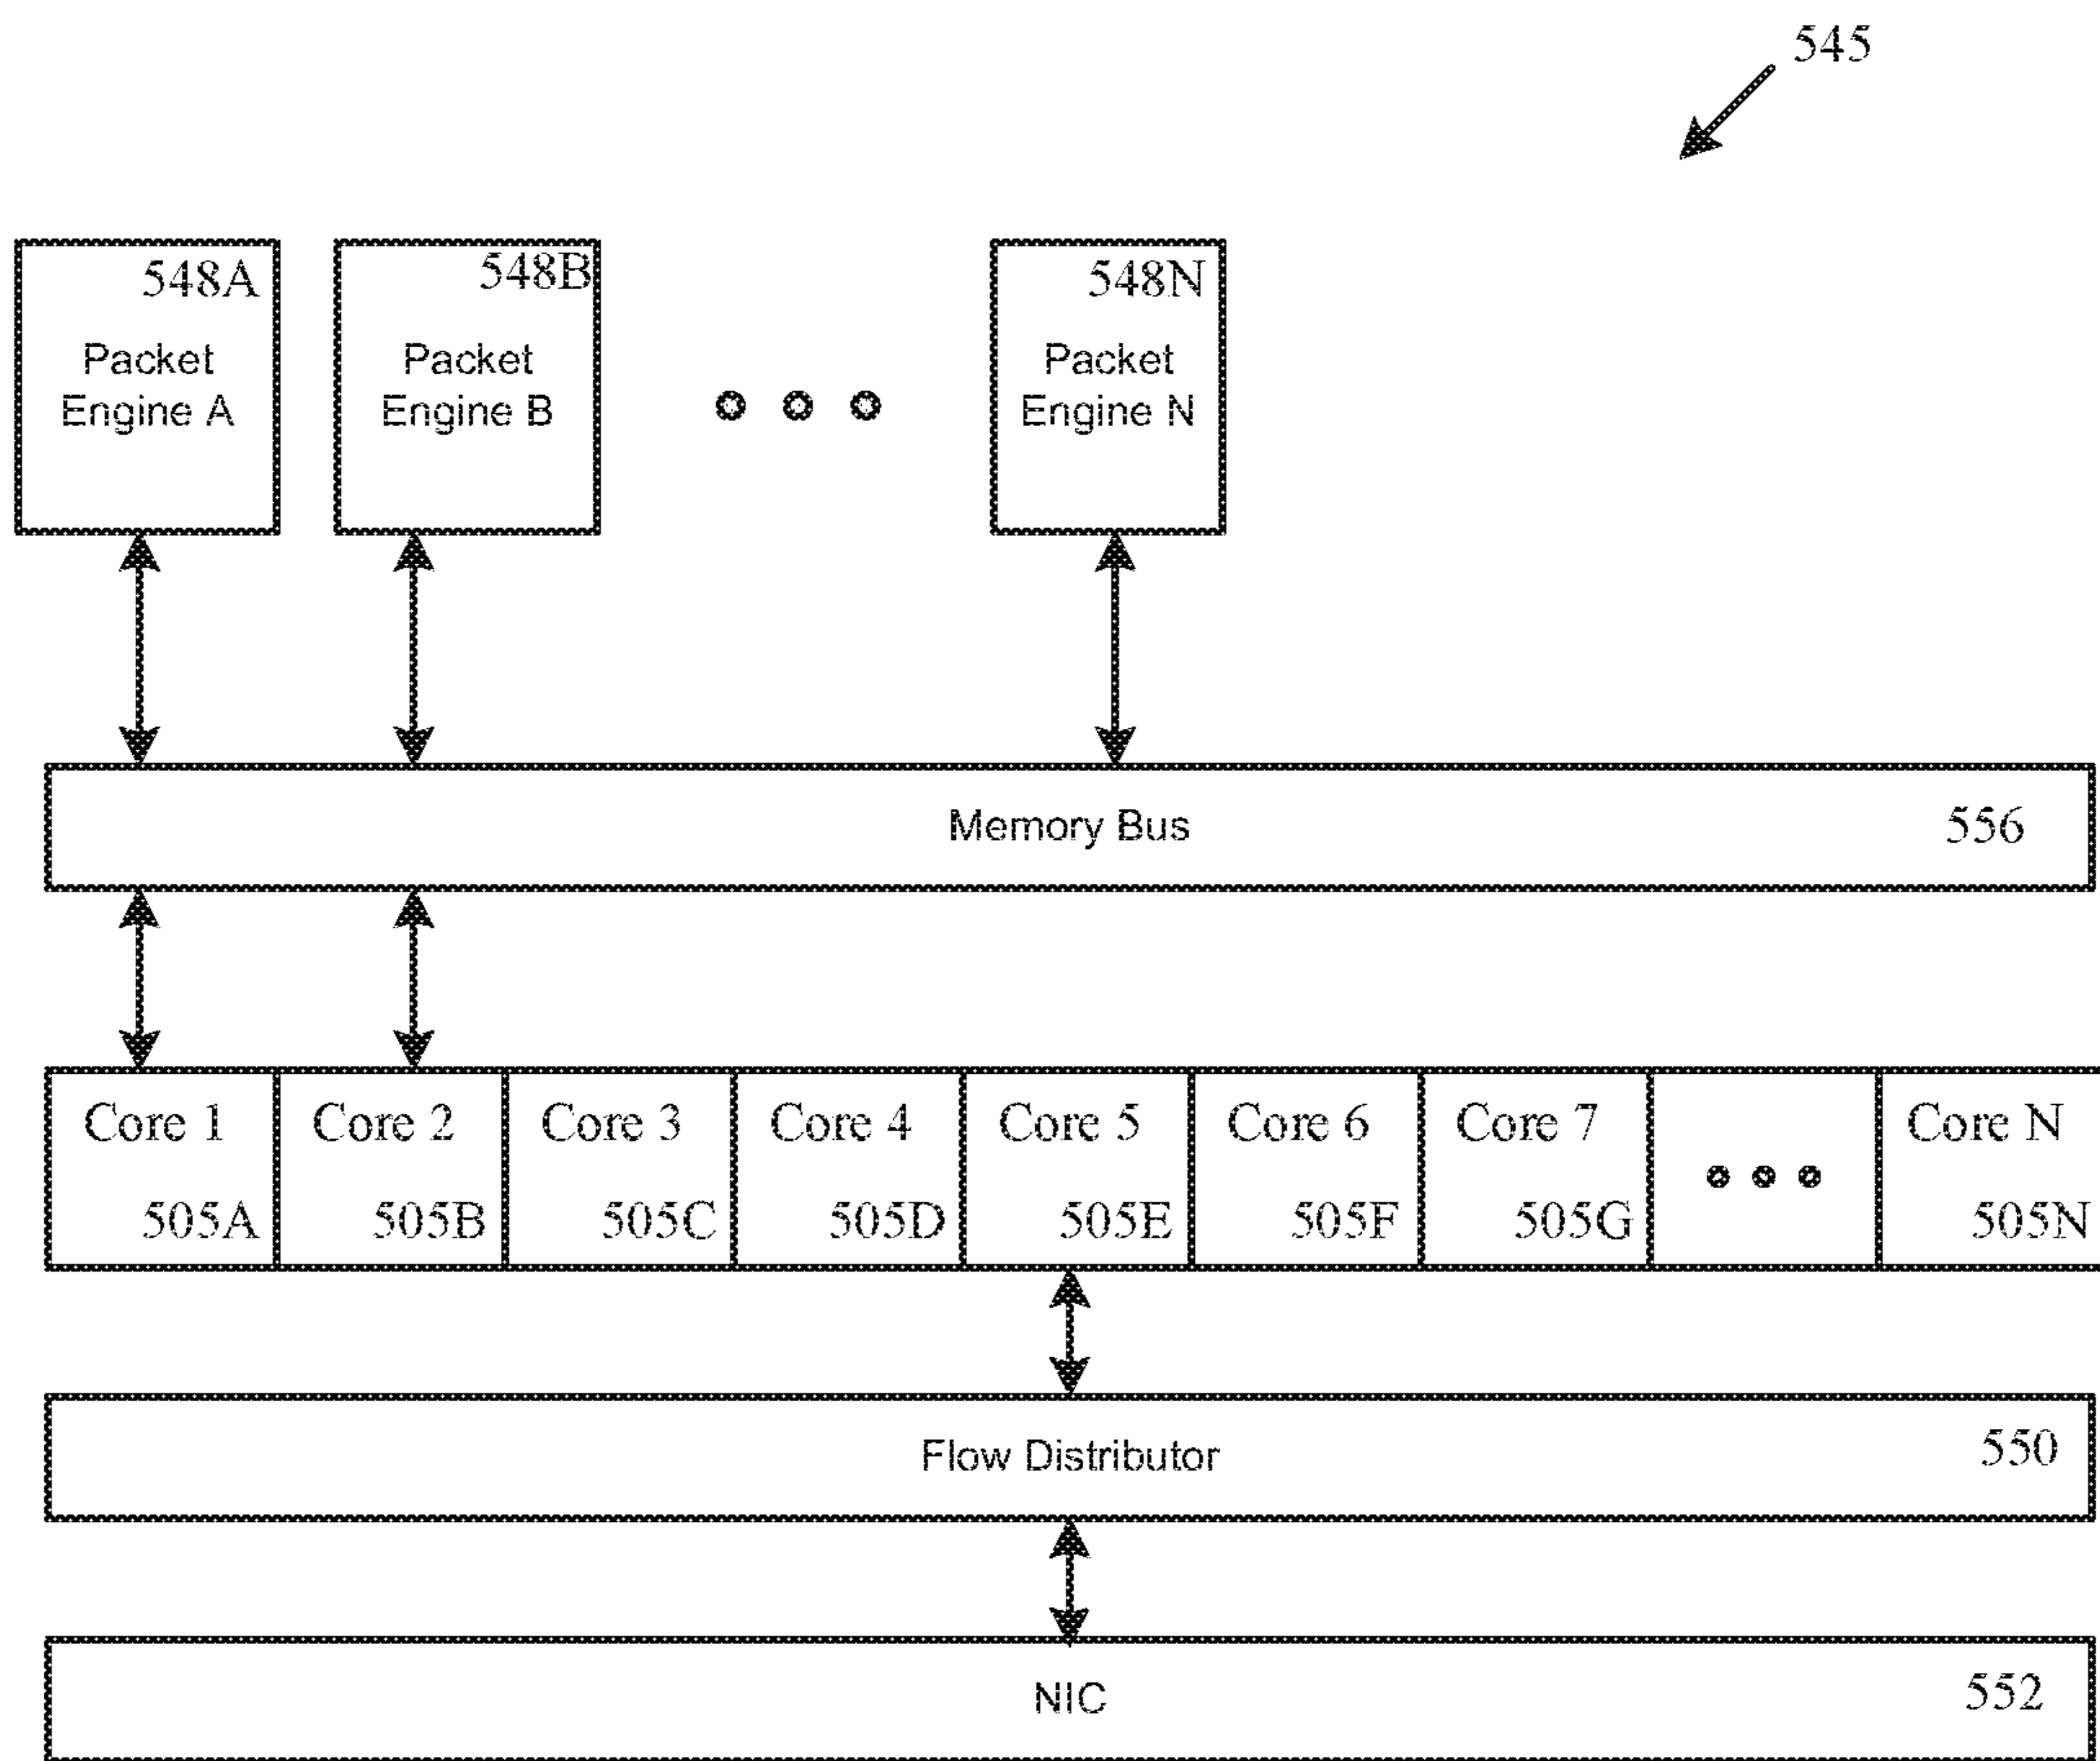 545
548A
Packet
Engine A
548B
Packet
Engine B
548N
Packet
Engine N
Memory Bus
556
Core 1
505A
Core 2
505B
Core 3
505C
Core 4
505D
Core 5
505E
Core 6
505F
Core 7
505G
Core N
505N
Flow Distributor
550
NIC
552